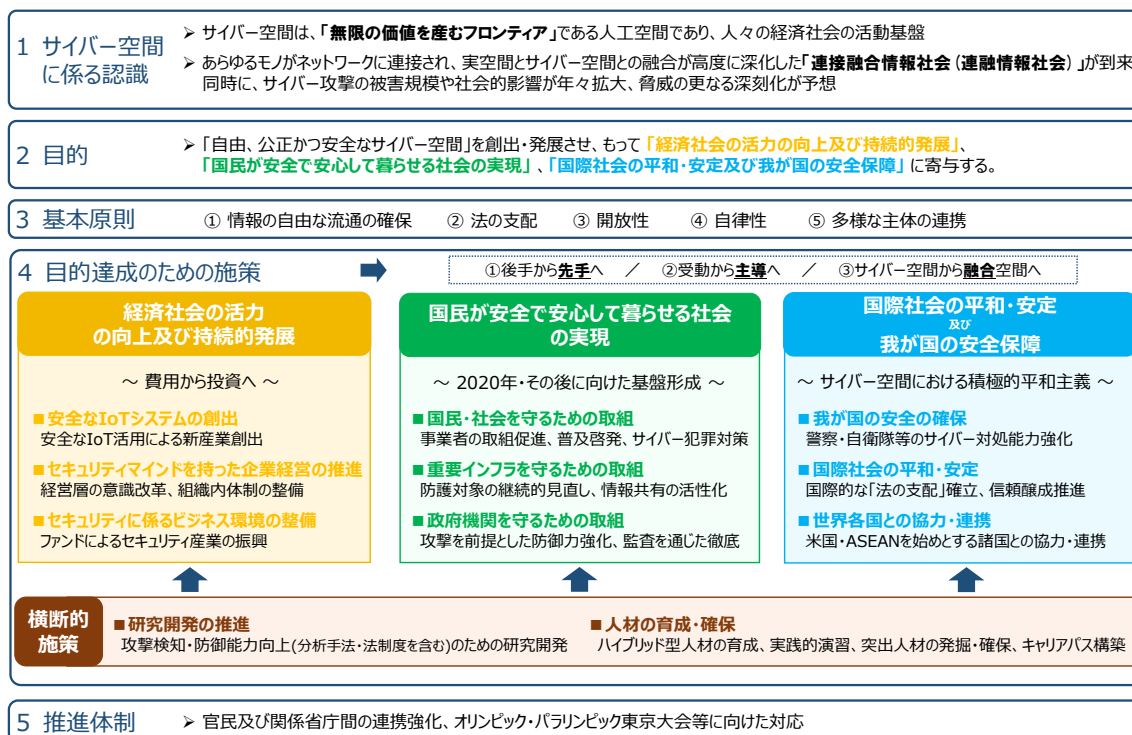 1 サイバー空間
に係る認識
➢ サイバー空間は、「無限の価値を産むフロンティア」である人工空間であり、人々の経済社会の活動基盤
➢ あらゆるモノがネットワークに連接され、実空間とサイバー空間との融合が高度に深化した「連接融合情報社会（連融情報社会）」が到来
同時に、サイバー攻撃の被害規模や社会的影響が年々拡大、脅威の更なる深刻化が予想
2 目的
➢ 「自由、公正かつ安全なサイバー空間」を創出・発展させ、もって「経済社会の活力の向上及び持続的発展」、
「国民が安全で安心して暮らせる社会の実現」、「国際社会の平和・安定及び我が国の安全保障」に寄与する。
3 基本原則
① 情報の自由な流通の確保 ② 法の支配 ③ 開放性 ④ 自律性 ⑤ 多様な主体の連携
4 目的達成のための施策
①後手から先手へ ／ ②受動から主導へ ／ ③サイバー空間から融合空間へ
経済社会の活力
の向上及び持続的発展
～ 費用から投資へ ～
■安全なIoTシステムの創出
安全なIoT活用による新産業創出
■セキュリティマインドを持った企業経営の推進
経営層の意識改革、組織内体制の整備
■セキュリティに係るビジネス環境の整備
ファンドによるセキュリティ産業の振興
国民が安全で安心して暮らせる社会
の実現
～ 2020年・その後に向けた基盤形成 ～
■国民・社会を守るための取組
事業者の取組促進、普及啓発、サイバー犯罪対策
■重要インフラを守るための取組
防護対象の継続的見直し、情報共有の活性化
■政府機関を守るための取組
攻撃を前提とした防御力強化、監査を通じた徹底
国際社会の平和・安定
及び
我が国の安全保障
～ サイバー空間における積極的平和主義 ～
■我が国の安全の確保
警察・自衛隊等のサイバー対処能力強化
■国際社会の平和・安定
国際的な「法の支配」確立、信頼醸成推進
■世界各国との協力・連携
米国・ASEANを始めとする諸国との協力・連携
横断的
施策
■研究開発の推進
攻撃検知・防御能力向上(分析手法・法制度を含む)のための研究開発
■人材の育成・確保
ハイブリッド型人材の育成、実践的演習、突出人材の発掘・確保、キャリアパス構築
5 推進体制
➢ 官民及び関係省庁間の連携強化、オリンピック・パラリンピック東京大会等に向けた対応